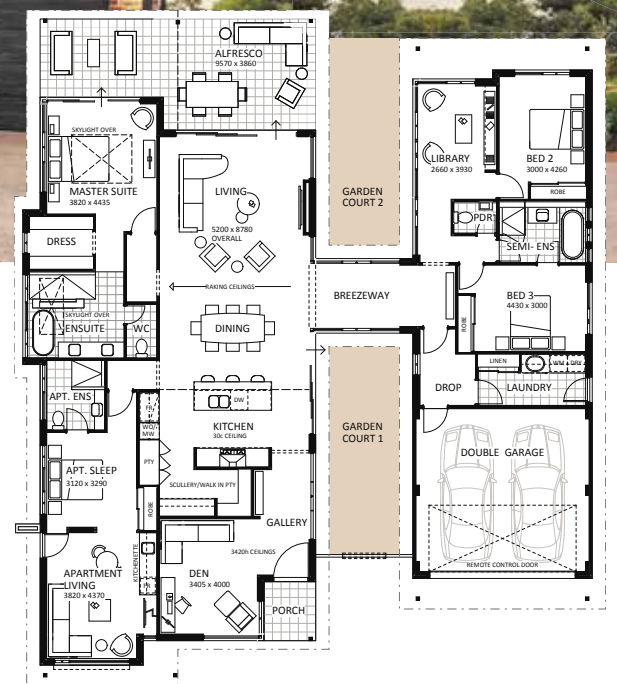 ALFRESCO
9570 x 3860
SKYLIGHT OVER
MASTER SUITE
3820 x 4435
LIVING
5200 x 8780
OVERALL
GARDEN
COURT 2
LIBRARY
2660 x 3930
BED 2
3000 x 4260
ROBE
PDR
SEMI- ENS
DRESS
RAKING CEILINGS
BREEZEWAY
BED 3
4430 x 3000
ROBE
SKYLIGHT OVER
ENSUITE
WC
DINING
LINEN
WM
DRY
DROP
LAUNDRY
APT. ENS
FR
DW
KITCHEN
30c CEILING
WO/
MW
PTY
GARDEN
COURT 1
DOUBLE GARAGE
APT. SLEEP
3120 x 3290
SCULLERY/WALK IN PTY
ROBE
GALLERY
3420h CEILINGS
KITCHENETTE
FR
APARTMENT
LIVING
3820 x 4370
DEN
3405 x 4000
PORCH
REMOTE CONTROL DOOR